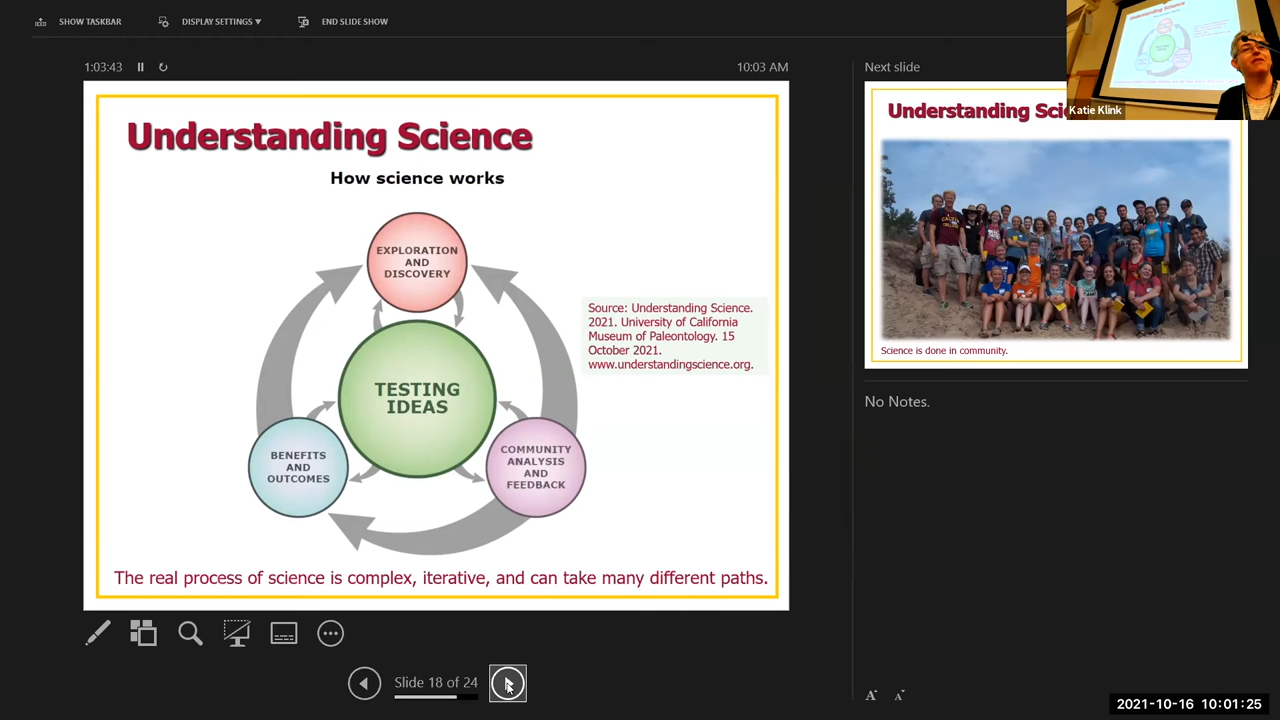 SHOW TASKBAR
DISPLAY SETTINGS ▼
END SLIDE SHOW
1:03:43
10:03 AM
Understanding Science
How science works
EXPLORATION
AND
DISCOVERY
TESTING
IDEAS
BENEFITS
AND
OUTCOMES
COMMUNITY
ANALYSIS
AND
FEEDBACK
Source: Understanding Science.
2021. University of California
Museum of Paleontology. 15
October 2021.
www.understandingscience.org.
The real process of science is complex, iterative, and can take many different paths.
Slide 18 of 24
Next slide
Understanding Sci
Science is done in community.
No Notes.
Understanding Science
Katie Klink
A
A
2021-10-16 10:01:25